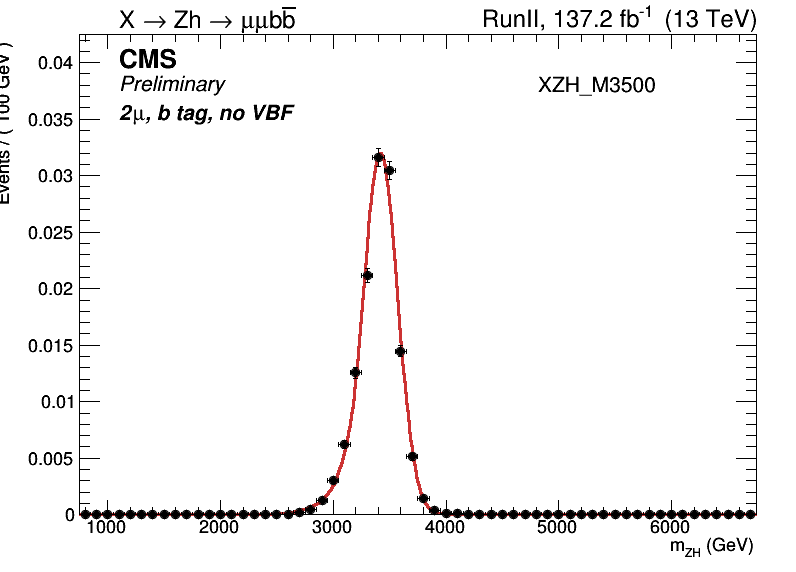 X → Zh → μμbb̅ RunII, 137.2 fb⁻¹ (13 TeV)
CMS
Preliminary
XZH_M3500
2μ, b tag, no VBF
Events / ( 100 GeV )
0.04
0.035
0.03
0.025
0.02
0.015
0.01
0.005
0
1000 2000 3000 4000 5000 6000
m_ZH (GeV)